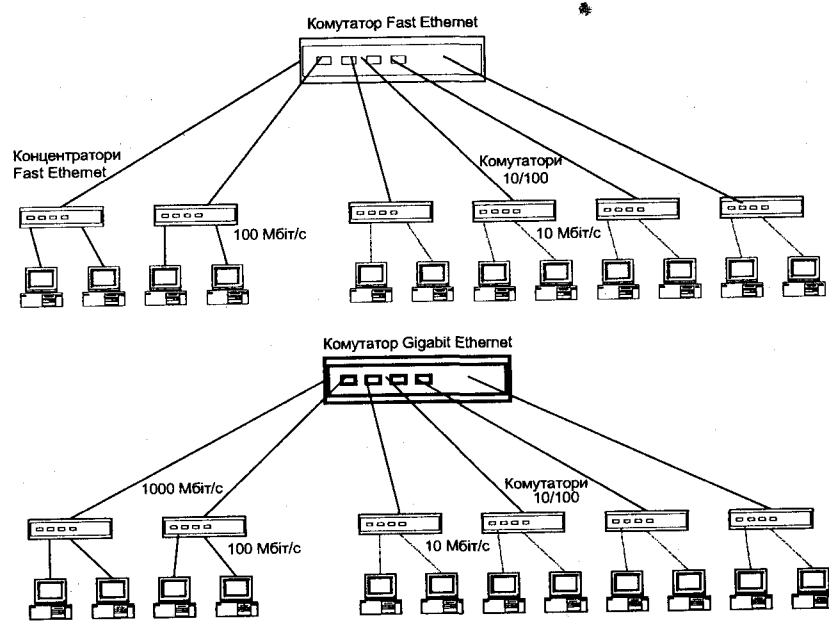 Комутатор Fast Ethernet
Концентратори
Fast Ethernet
Комутатори
10/100
100 Мбіт/с
10 Мбіт/с
Комутатор Gigabit Ethernet
1000 Мбіт/с
Комутатори
10/100
100 Мбіт/с
10 Мбіт/с